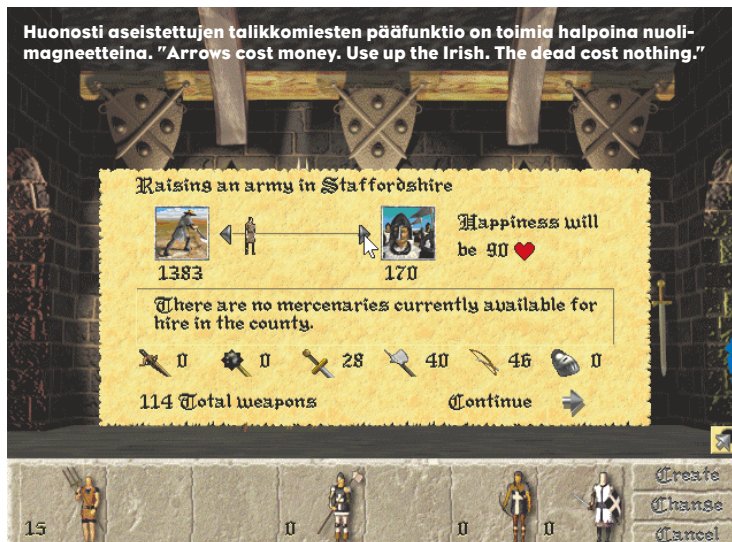 Huonosti aseistettujen talikkomiesten pääfunktio on toimia halpoina nuoli-
magneetteina. ”Arrows cost money. Use up the Irish. The dead cost nothing.”
Raising an army in Staffordshire
Happiness will
be 90
1383
170
There are no mercenaries currently available for
hire in the county.
0 0 28 40 46 0
114 Total weapons Continue
Create
Change
15 0 0 0
Cancel